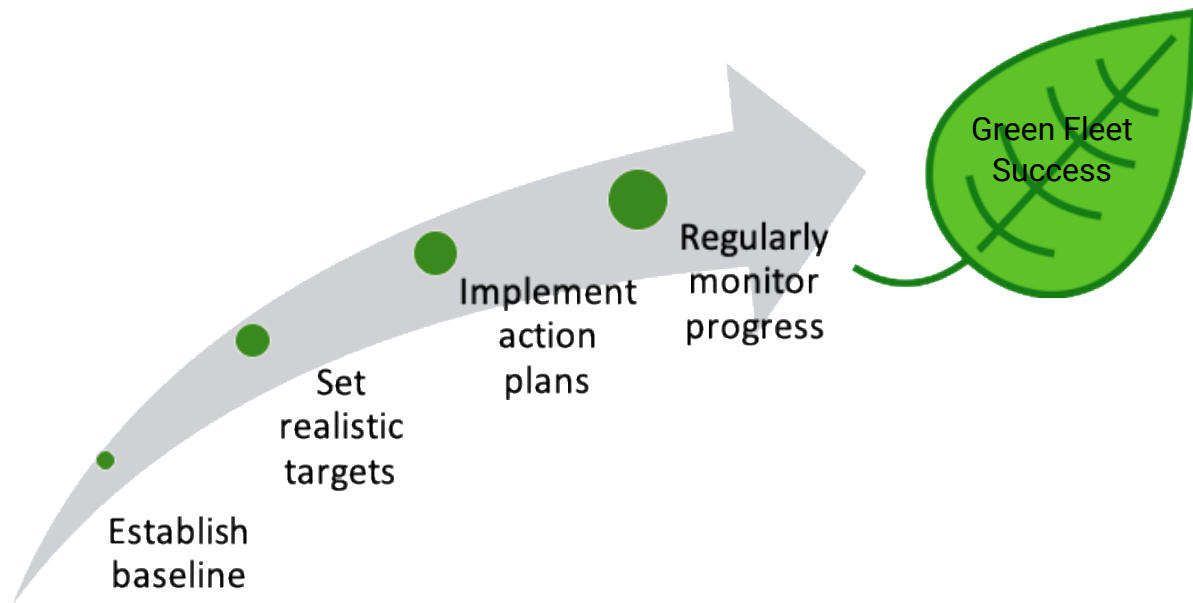 Establish
baseline
Set
realistic
targets
Implement
action
plans
Regularly
monitor
progress
Green Fleet
Success